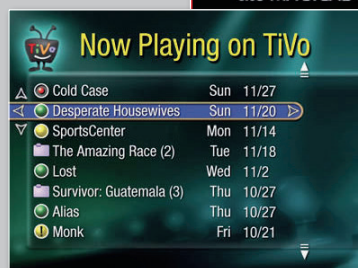 TiVo
Now Playing on TiVo
Cold Case Sun 11/27
Desperate Housewives Sun 11/20
SportsCenter Mon 11/14
The Amazing Race (2) Tue 11/18
Lost Wed 11/2
Survivor: Guatemala (3) Thu 10/27
Alias Thu 10/27
Monk Fri 10/21